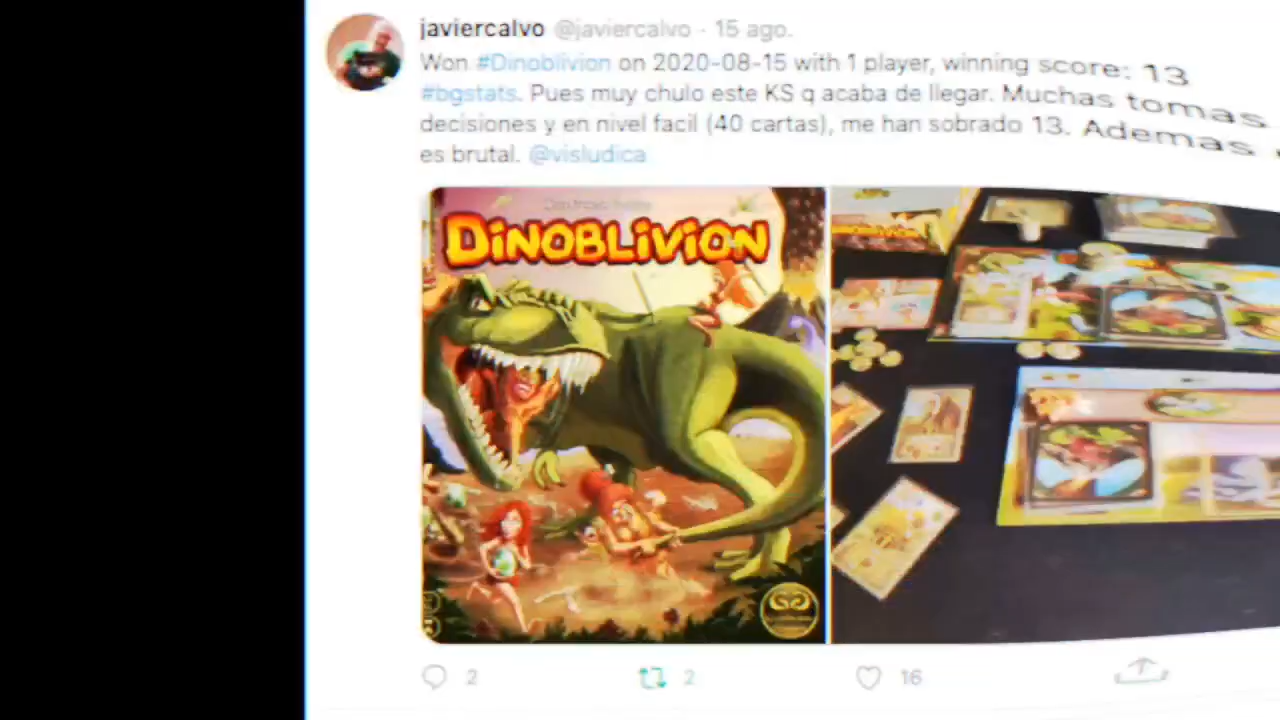 javiercalvo @javiercalvo · 15 ago.
Won #Dinoblivion on 2020-08-15 with 1 player, winning score: 13
#bgstats. Pues muy chulo este KS q acaba de llegar. Muchas tomas
decisiones y en nivel facil (40 cartas), me han sobrado 13. Ademas
es brutal. @visludica
DINOBLIVION
2 2 16